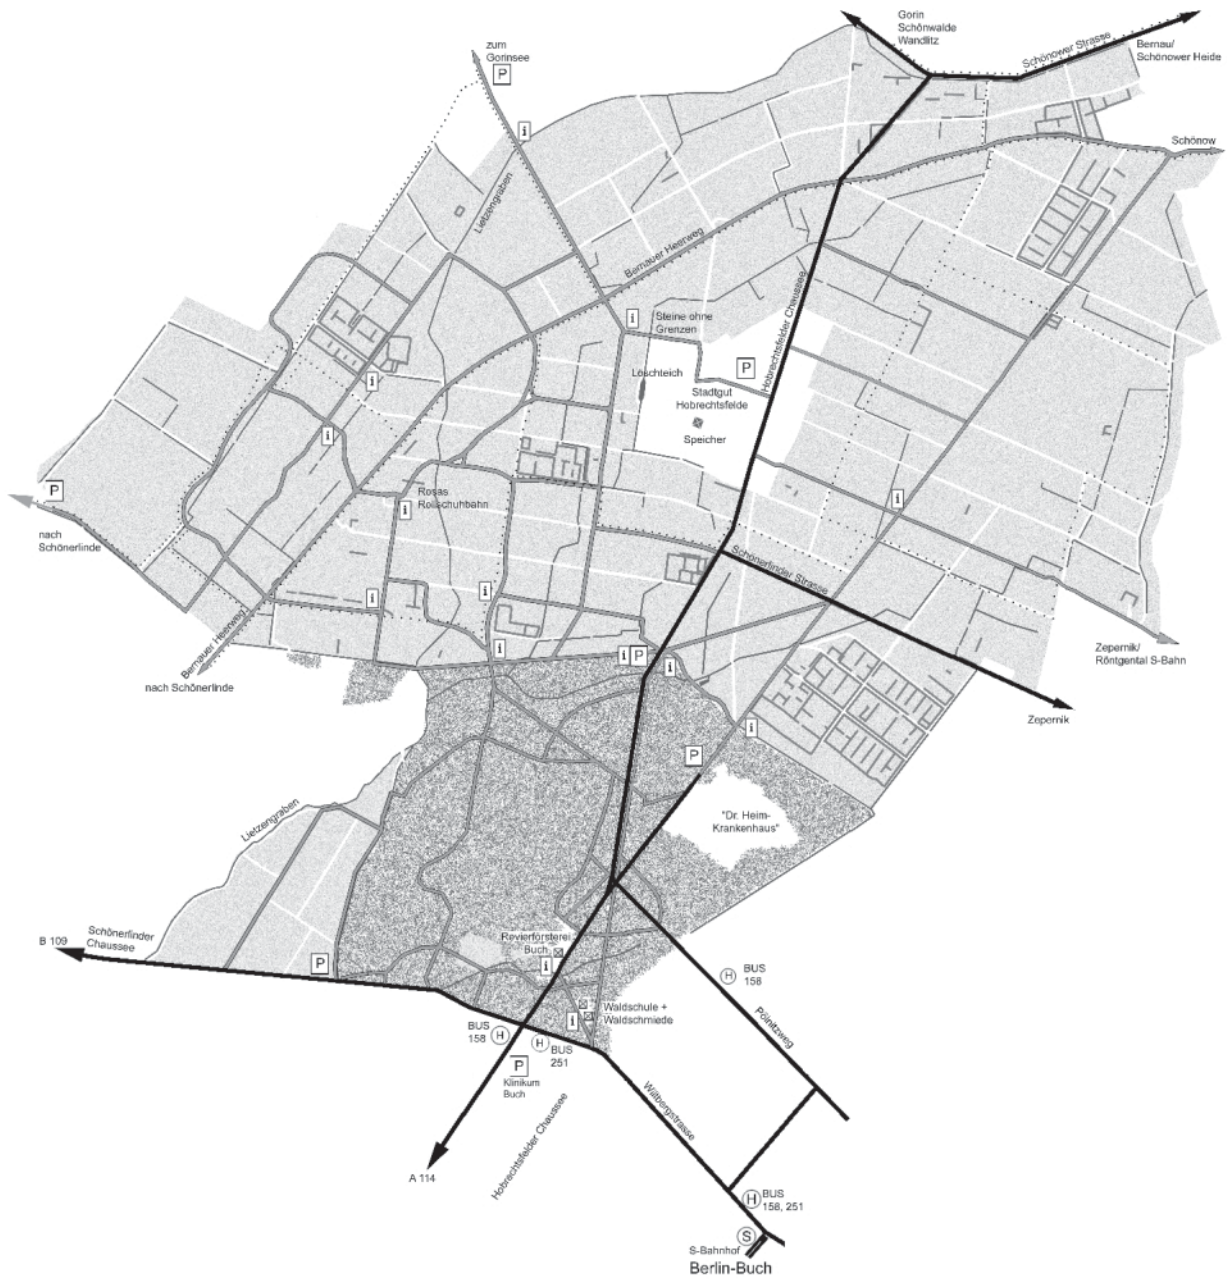 Gorin
Schönwalde
Wandlitz
Schönower Strasse
Bernau/
Schönower Heide
zum
Gorinsee
P
i
Schönow
Lietzengraben
Bernauer Heerweg
Hobrechtsfelder Chaussee
i
Steine ohne
Grenzen
P
Löschteich
Stadtgut
Hobrechtsfelde
Speicher
i
i
P
nach
Schönerlinde
Rosas
Rollschuhbahn
i
i
Schönerlinder Strasse
i
i
Bernauer Heerweg
nach Schönerlinde
i
i
P
i
Zepernik/
Röntgental S-Bahn
Zepernik
i
P
"Dr. Heim-
Krankenhaus"
Lietzengraben
B 109
Schönerlinder
Chaussee
P
Revierförsterei
Buch
i
H
BUS
158
Pölnitzweg
Waldschule +
Waldschmiede
i
BUS
158
H
H
BUS
251
P
Klinikum
Buch
Wiltbergstrasse
Hobrechtsfelder Chaussee
A 114
H
BUS
158, 251
S
S-Bahnhof
Berlin-Buch